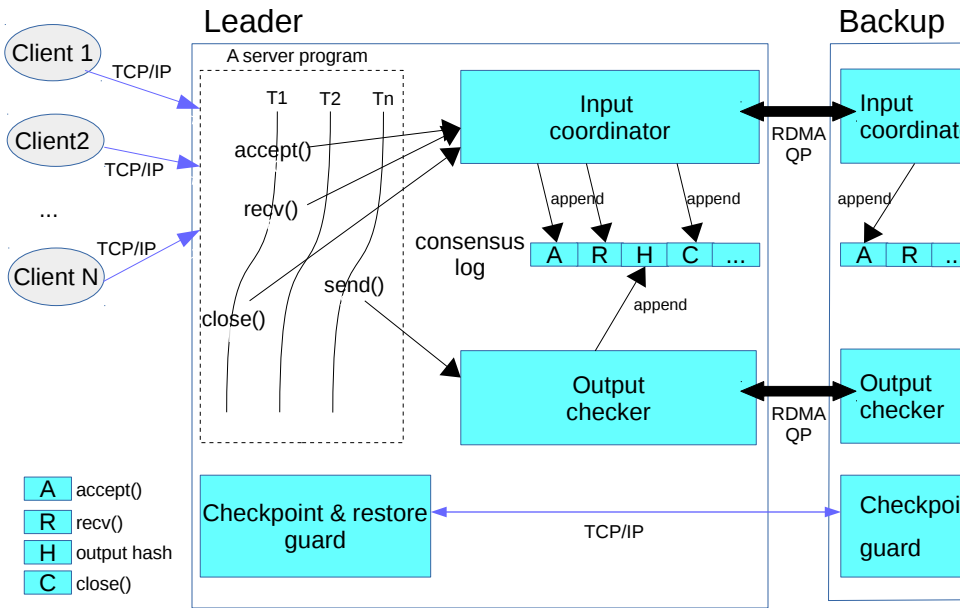 Leader
Backup
Client 1
TCP/IP
A server program
T1
T2
Tn
Input
coordinator
RDMA
QP
Input
coordinat
Client2
TCP/IP
accept()
recv()
append
append
append
...
TCP/IP
Client N
consensus
log
A
R
H
C
...
A
R
..
send()
close()
append
Output
checker
RDMA
QP
Output
checker
A
accept()
R
recv()
H
output hash
C
close()
Checkpoint & restore
guard
TCP/IP
Checkpoi
guard